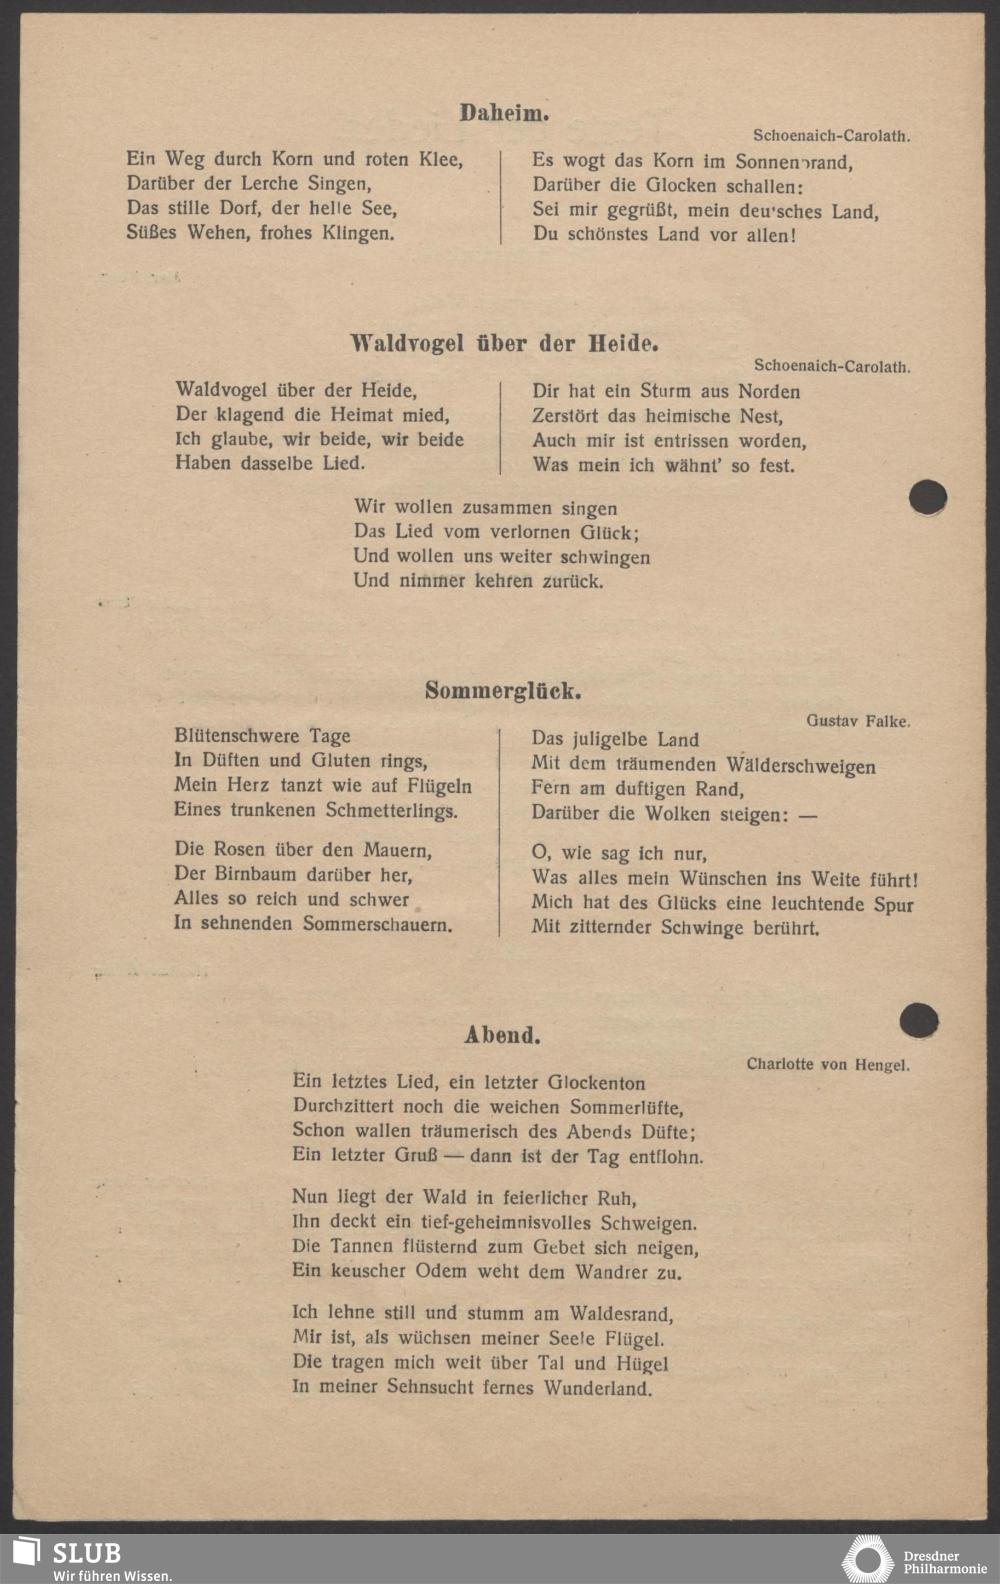 Daheim.
Schoenaich-Carolath.
Ein Weg durch Korn und roten Klee,
Darüber der Lerche Singen,
Das stille Dorf, der helle See,
Süßes Wehen, frohes Klingen.
Es wogt das Korn im Sonnenbrand,
Darüber die Glocken schallen:
Sei mir gegrüßt, mein deutsches Land,
Du schönstes Land vor allen!
Waldvogel über der Heide.
Schoenaich-Carolath.
Waldvogel über der Heide,
Der klagend die Heimat mied,
Ich glaube, wir beide, wir beide
Haben dasselbe Lied.
Dir hat ein Sturm aus Norden
Zerstört das heimische Nest,
Auch mir ist entrissen worden,
Was mein ich wähnt' so fest.
Wir wollen zusammen singen
Das Lied vom verlornen Glück;
Und wollen uns weiter schwingen
Und nimmer kehren zurück.
Sommerglück.
Gustav Falke.
Blütenschwere Tage
In Düften und Gluten rings,
Mein Herz tanzt wie auf Flügeln
Eines trunkenen Schmetterlings.
Die Rosen über den Mauern,
Der Birnbaum darüber her,
Alles so reich und schwer
In sehnenden Sommerschauern.
Das juligelbe Land
Mit dem träumenden Wälderschweigen
Fern am duftigen Rand,
Darüber die Wolken steigen: —
O, wie sag ich nur,
Was alles mein Wünschen ins Weite führt!
Mich hat des Glücks eine leuchtende Spur
Mit zitternder Schwinge berührt.
Abend.
Charlotte von Hengel.
Ein letztes Lied, ein letzter Glockenton
Durchzittert noch die weichen Sommerlüfte,
Schon wallen träumerisch des Abends Düfte;
Ein letzter Gruß — dann ist der Tag entflohn.
Nun liegt der Wald in feierlicher Ruh,
Ihn deckt ein tief-geheimnisvolles Schweigen.
Die Tannen flüsternd zum Gebet sich neigen,
Ein keuscher Odem weht dem Wandrer zu.
Ich lehne still und stumm am Waldesrand,
Mir ist, als wüchsen meiner Seele Flügel.
Die tragen mich weit über Tal und Hügel
In meiner Sehnsucht fernes Wunderland.
SLUB
Wir führen Wissen.
Dresdner
Philharmonie